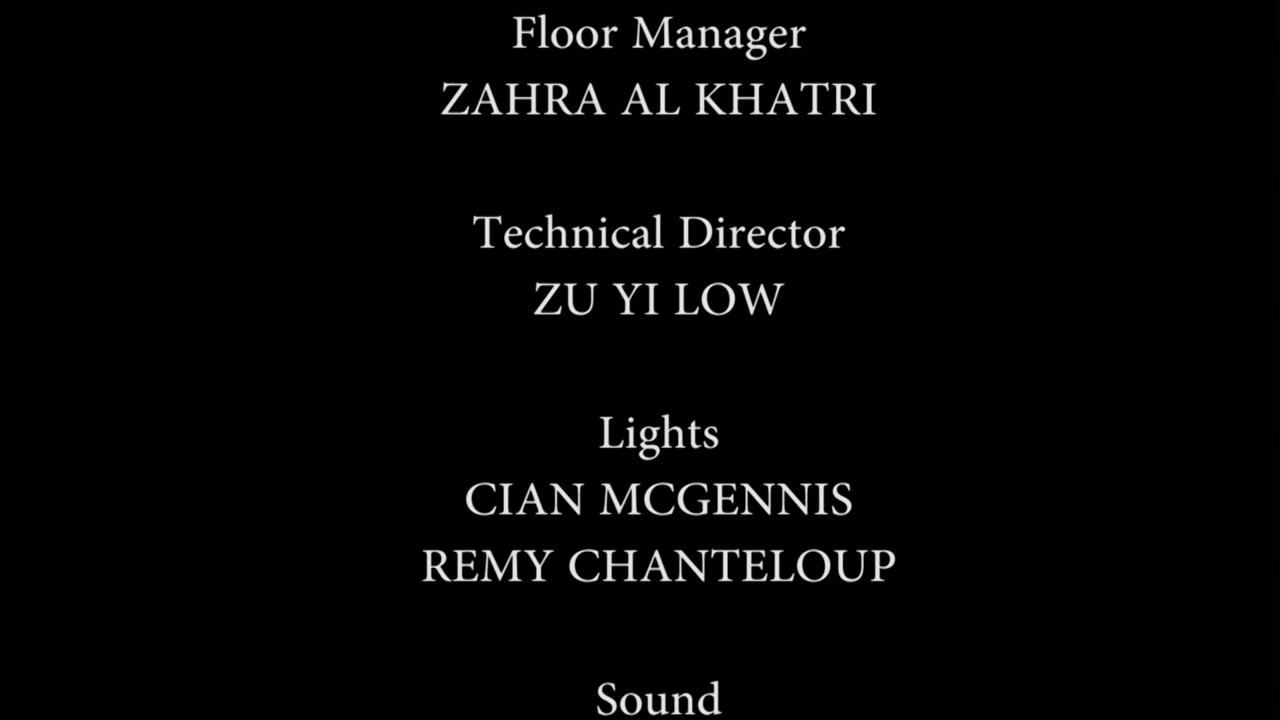 Floor Manager
ZAHRA AL KHATRI
Technical Director
ZU YI LOW
Lights
CIAN MCGENNIS
REMY CHANTELOUP
Sound